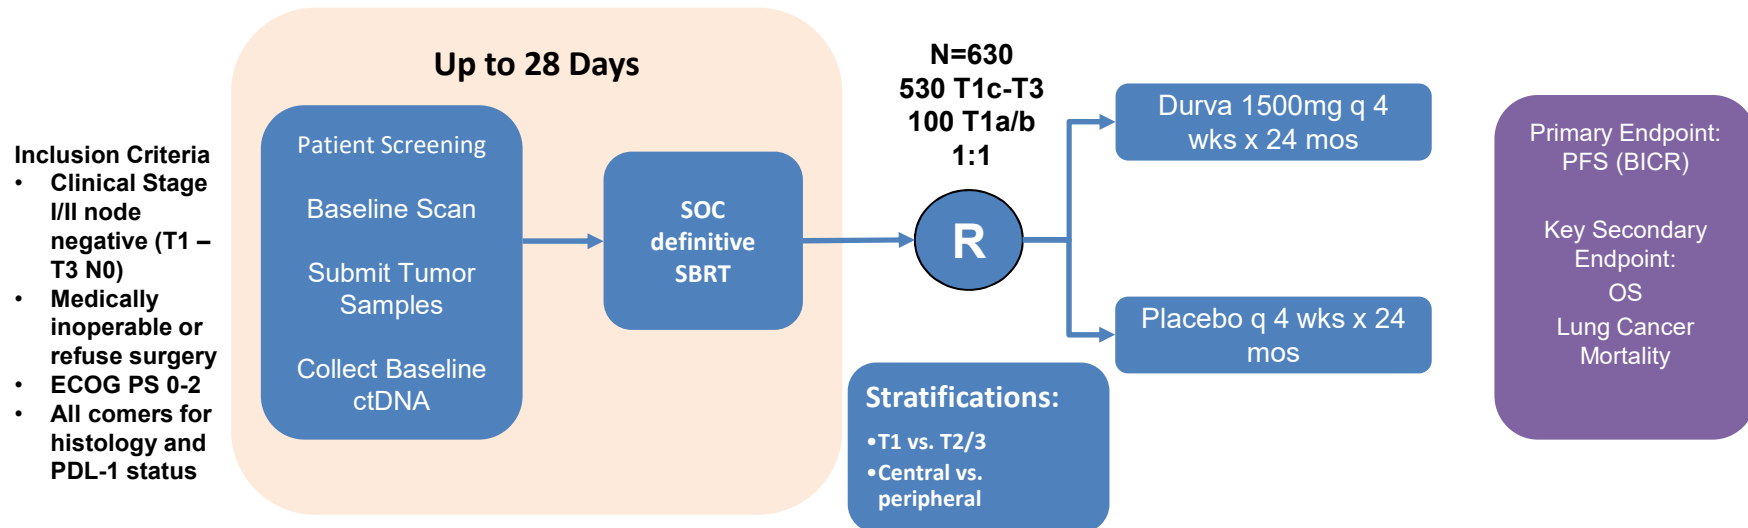 Inclusion Criteria
• Clinical Stage
I/II node
negative (T1 –
T3 N0)
• Medically
inoperable or
refuse surgery
• ECOG PS 0-2
• All comers for
histology and
PDL-1 status
Up to 28 Days
Patient Screening
Baseline Scan
Submit Tumor
Samples
Collect Baseline
ctDNA
SOC
definitive
SBRT
N=630
530 T1c-T3
100 T1a/b
1:1
R
Stratifications:
•T1 vs. T2/3
•Central vs.
peripheral
Durva 1500mg q 4
wks x 24 mos
Placebo q 4 wks x 24
mos
Primary Endpoint:
PFS (BICR)
Key Secondary
Endpoint:
OS
Lung Cancer
Mortality